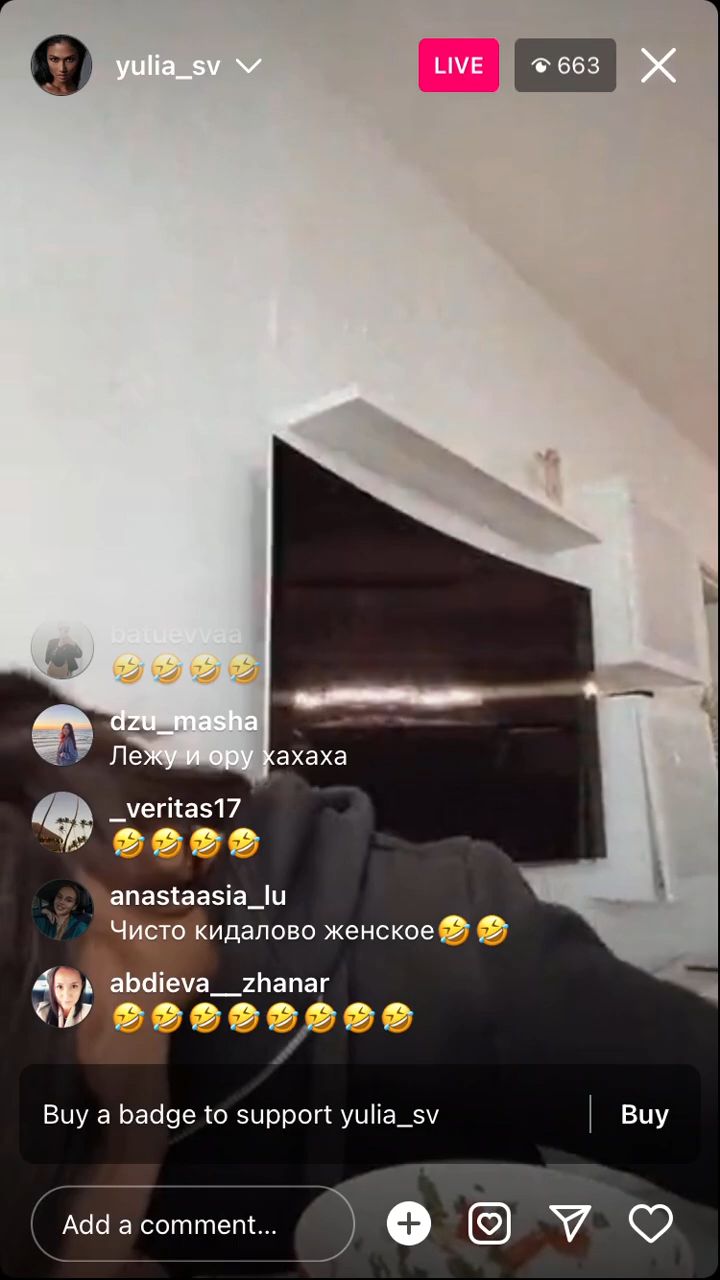 yulia_sv
LIVE
663
batuevvaa
🤣🤣🤣🤣
dzu_masha
Лежу и ору хахаха
_veritas17
🤣🤣🤣🤣
anastaasia_lu
Чисто кидалово женское🤣🤣
abdieva__zhanar
🤣🤣🤣🤣🤣🤣🤣🤣
Buy a badge to support yulia_sv
Buy
Add a comment...